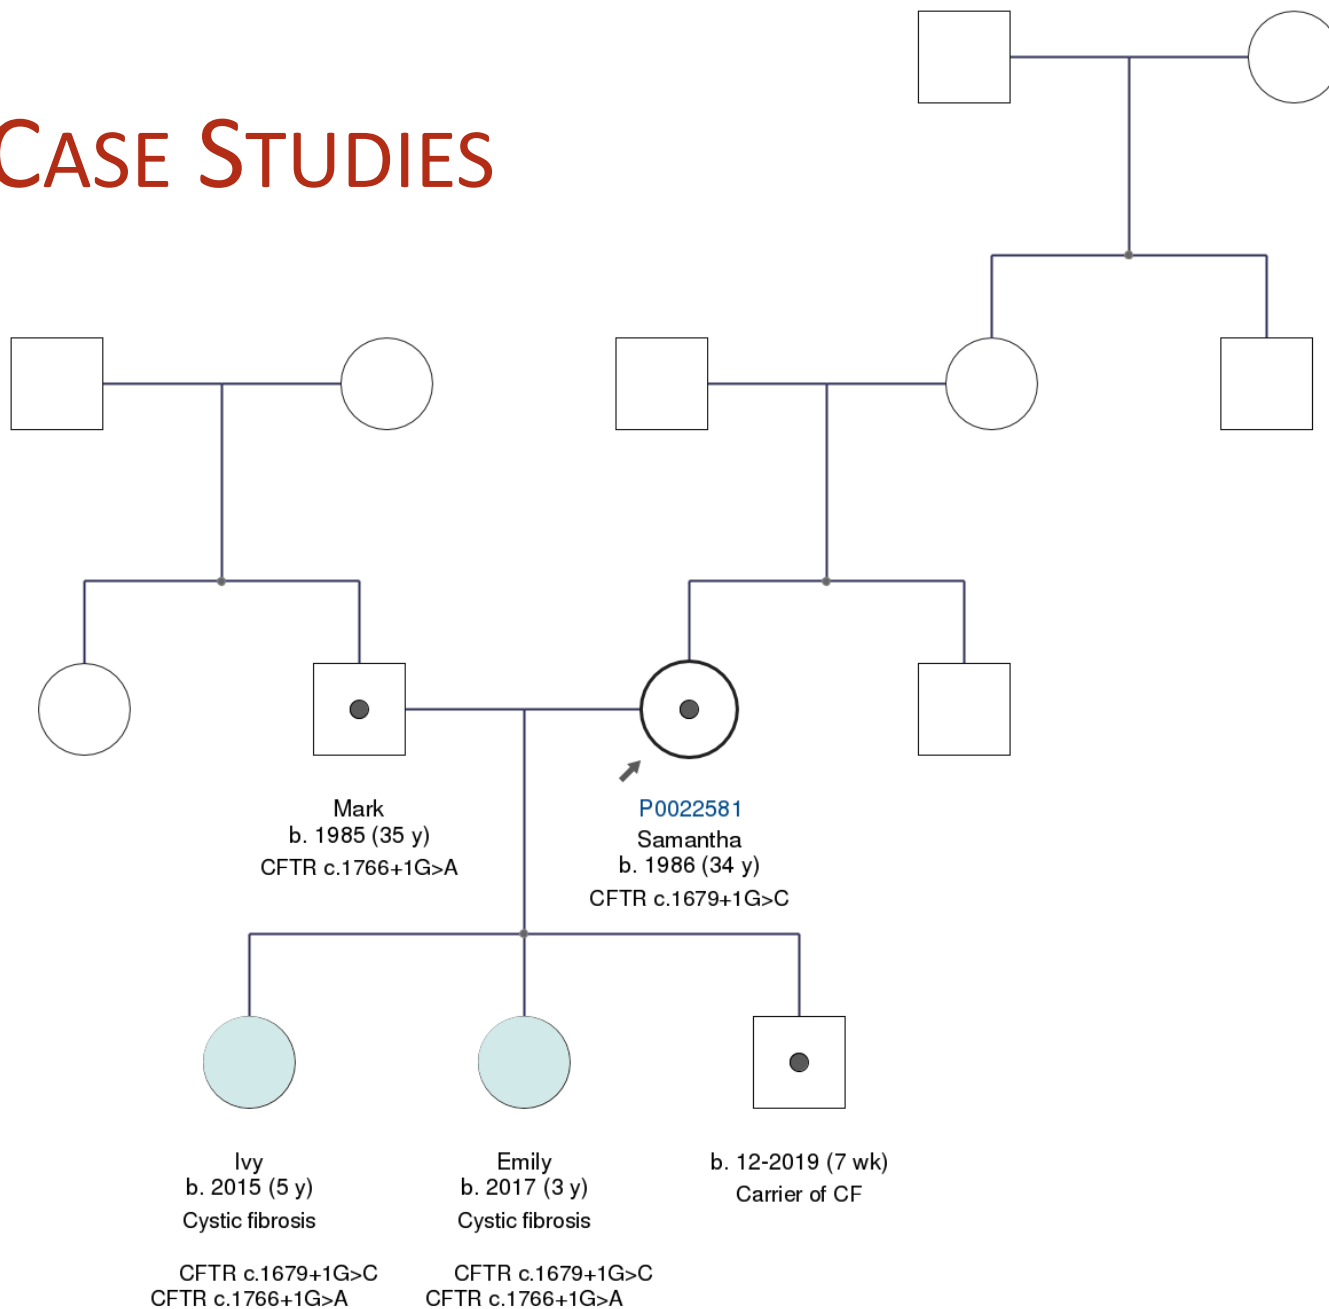 CASE STUDIES
Mark
b. 1985 (35 y)
CFTR c.1766+1G>A
P0022581
Samantha
b. 1986 (34 y)
CFTR c.1679+1G>C
Ivy
b. 2015 (5 y)
Cystic fibrosis
CFTR c.1679+1G>C
CFTR c.1766+1G>A
Emily
b. 2017 (3 y)
Cystic fibrosis
CFTR c.1679+1G>C
CFTR c.1766+1G>A
b. 12-2019 (7 wk)
Carrier of CF